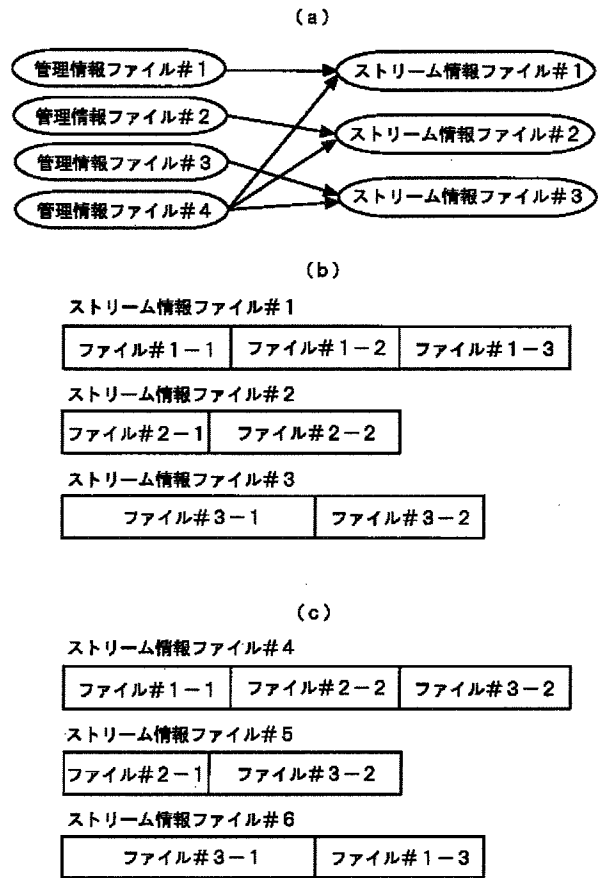 (a)
管理情報ファイル#1
ストリーム情報ファイル#1
管理情報ファイル#2
ストリーム情報ファイル#2
管理情報ファイル#3
ストリーム情報ファイル#3
管理情報ファイル#4
(b)
ストリーム情報ファイル#1
ファイル#1-1 ファイル#1-2 ファイル#1-3
ストリーム情報ファイル#2
ファイル#2-1 ファイル#2-2
ストリーム情報ファイル#3
ファイル#3-1 ファイル#3-2
(c)
ストリーム情報ファイル#4
ファイル#1-1 ファイル#2-2 ファイル#3-2
ストリーム情報ファイル#5
ファイル#2-1 ファイル#3-2
ストリーム情報ファイル#6
ファイル#3-1 ファイル#1-3